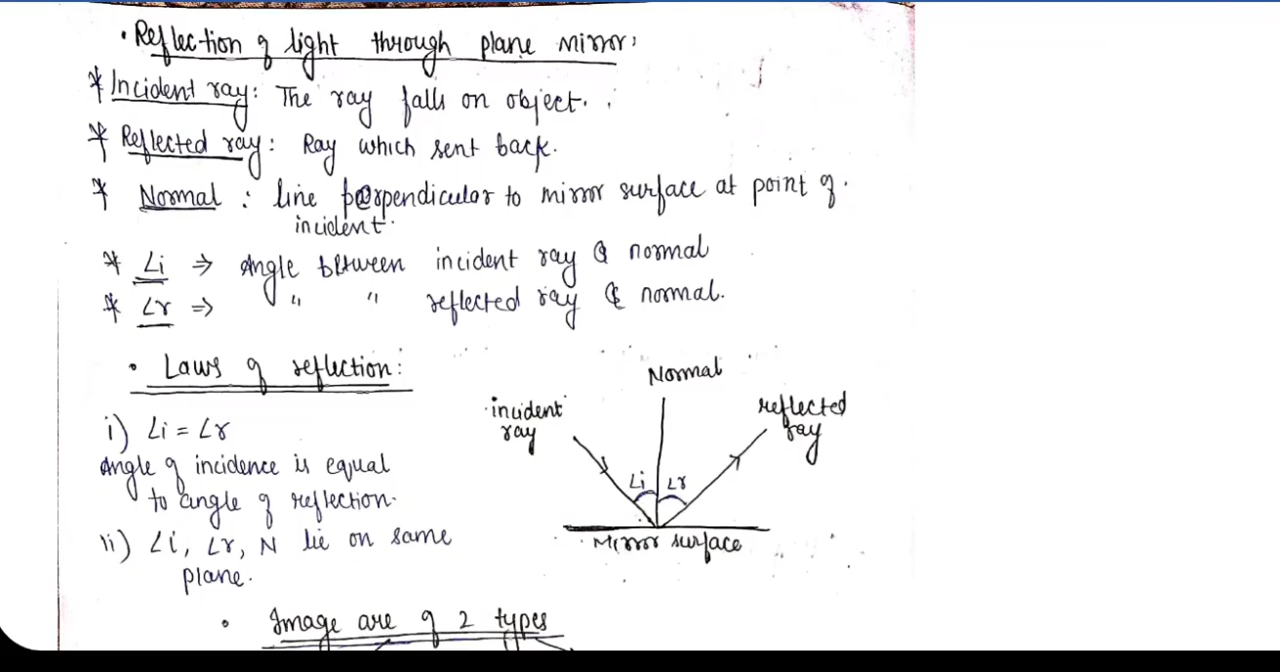 • Reflection of light through plane mirror,
* Incident ray: The ray falls on object.
* Reflected ray: Ray which sent back.
* Normal : line perpendicular to mirror surface at point of
incident.
* ∠i ⇒ Angle between incident ray & normal
* ∠r ⇒ " " reflected ray & normal.
• Laws of reflection:
i) ∠i = ∠r
Angle of incidence is equal
to angle of reflection.
ii) ∠i, ∠r, N lie on same
plane.
Normal
incident
ray
reflected
ray
∠i ∠r
Mirror surface
• Image are of 2 types